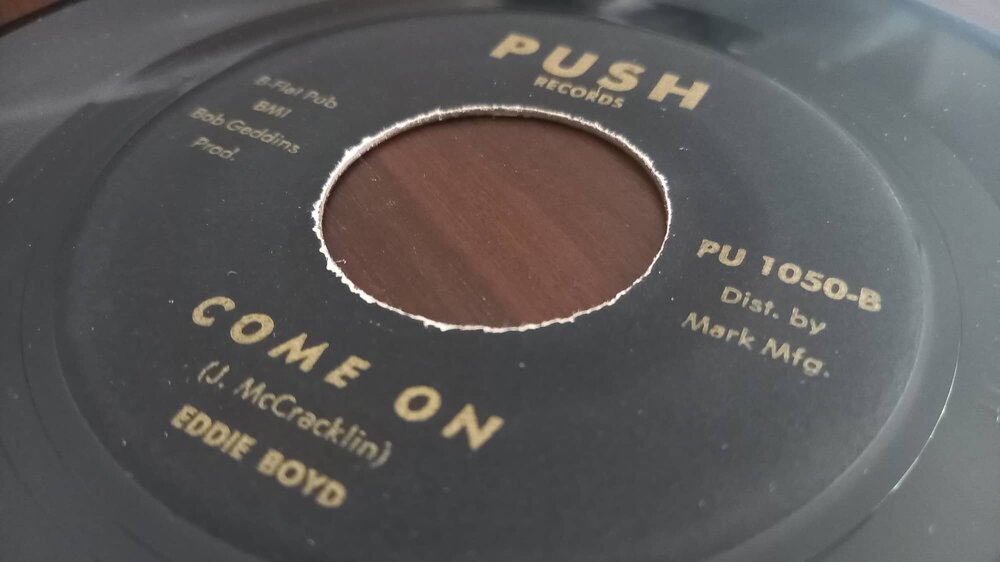 PUSH
RECORDS
B-Flat Pub
BMI
Bob Geddins
Prod.
PU 1050-B
Dist. by
Mark Mfg.
COME ON
(J. McCracklin)
EDDIE BOYD